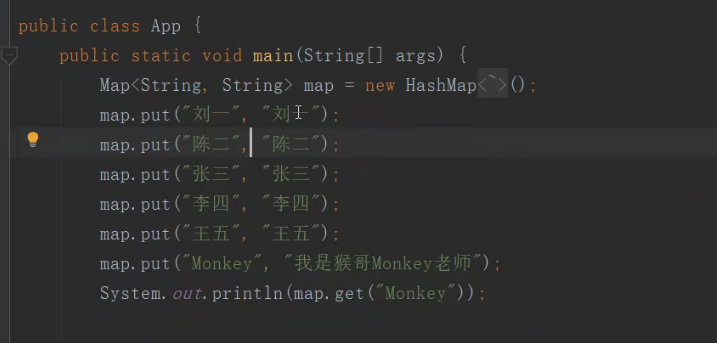 public class App {
public static void main(String[] args) {
Map<String, String> map = new HashMap<~>();
map.put("刘一", "刘一");
map.put("陈二", "陈二");
map.put("张三", "张三");
map.put("李四", "李四");
map.put("王五", "王五");
map.put("Monkey", "我是猴哥Monkey老师");
System.out.println(map.get("Monkey"));